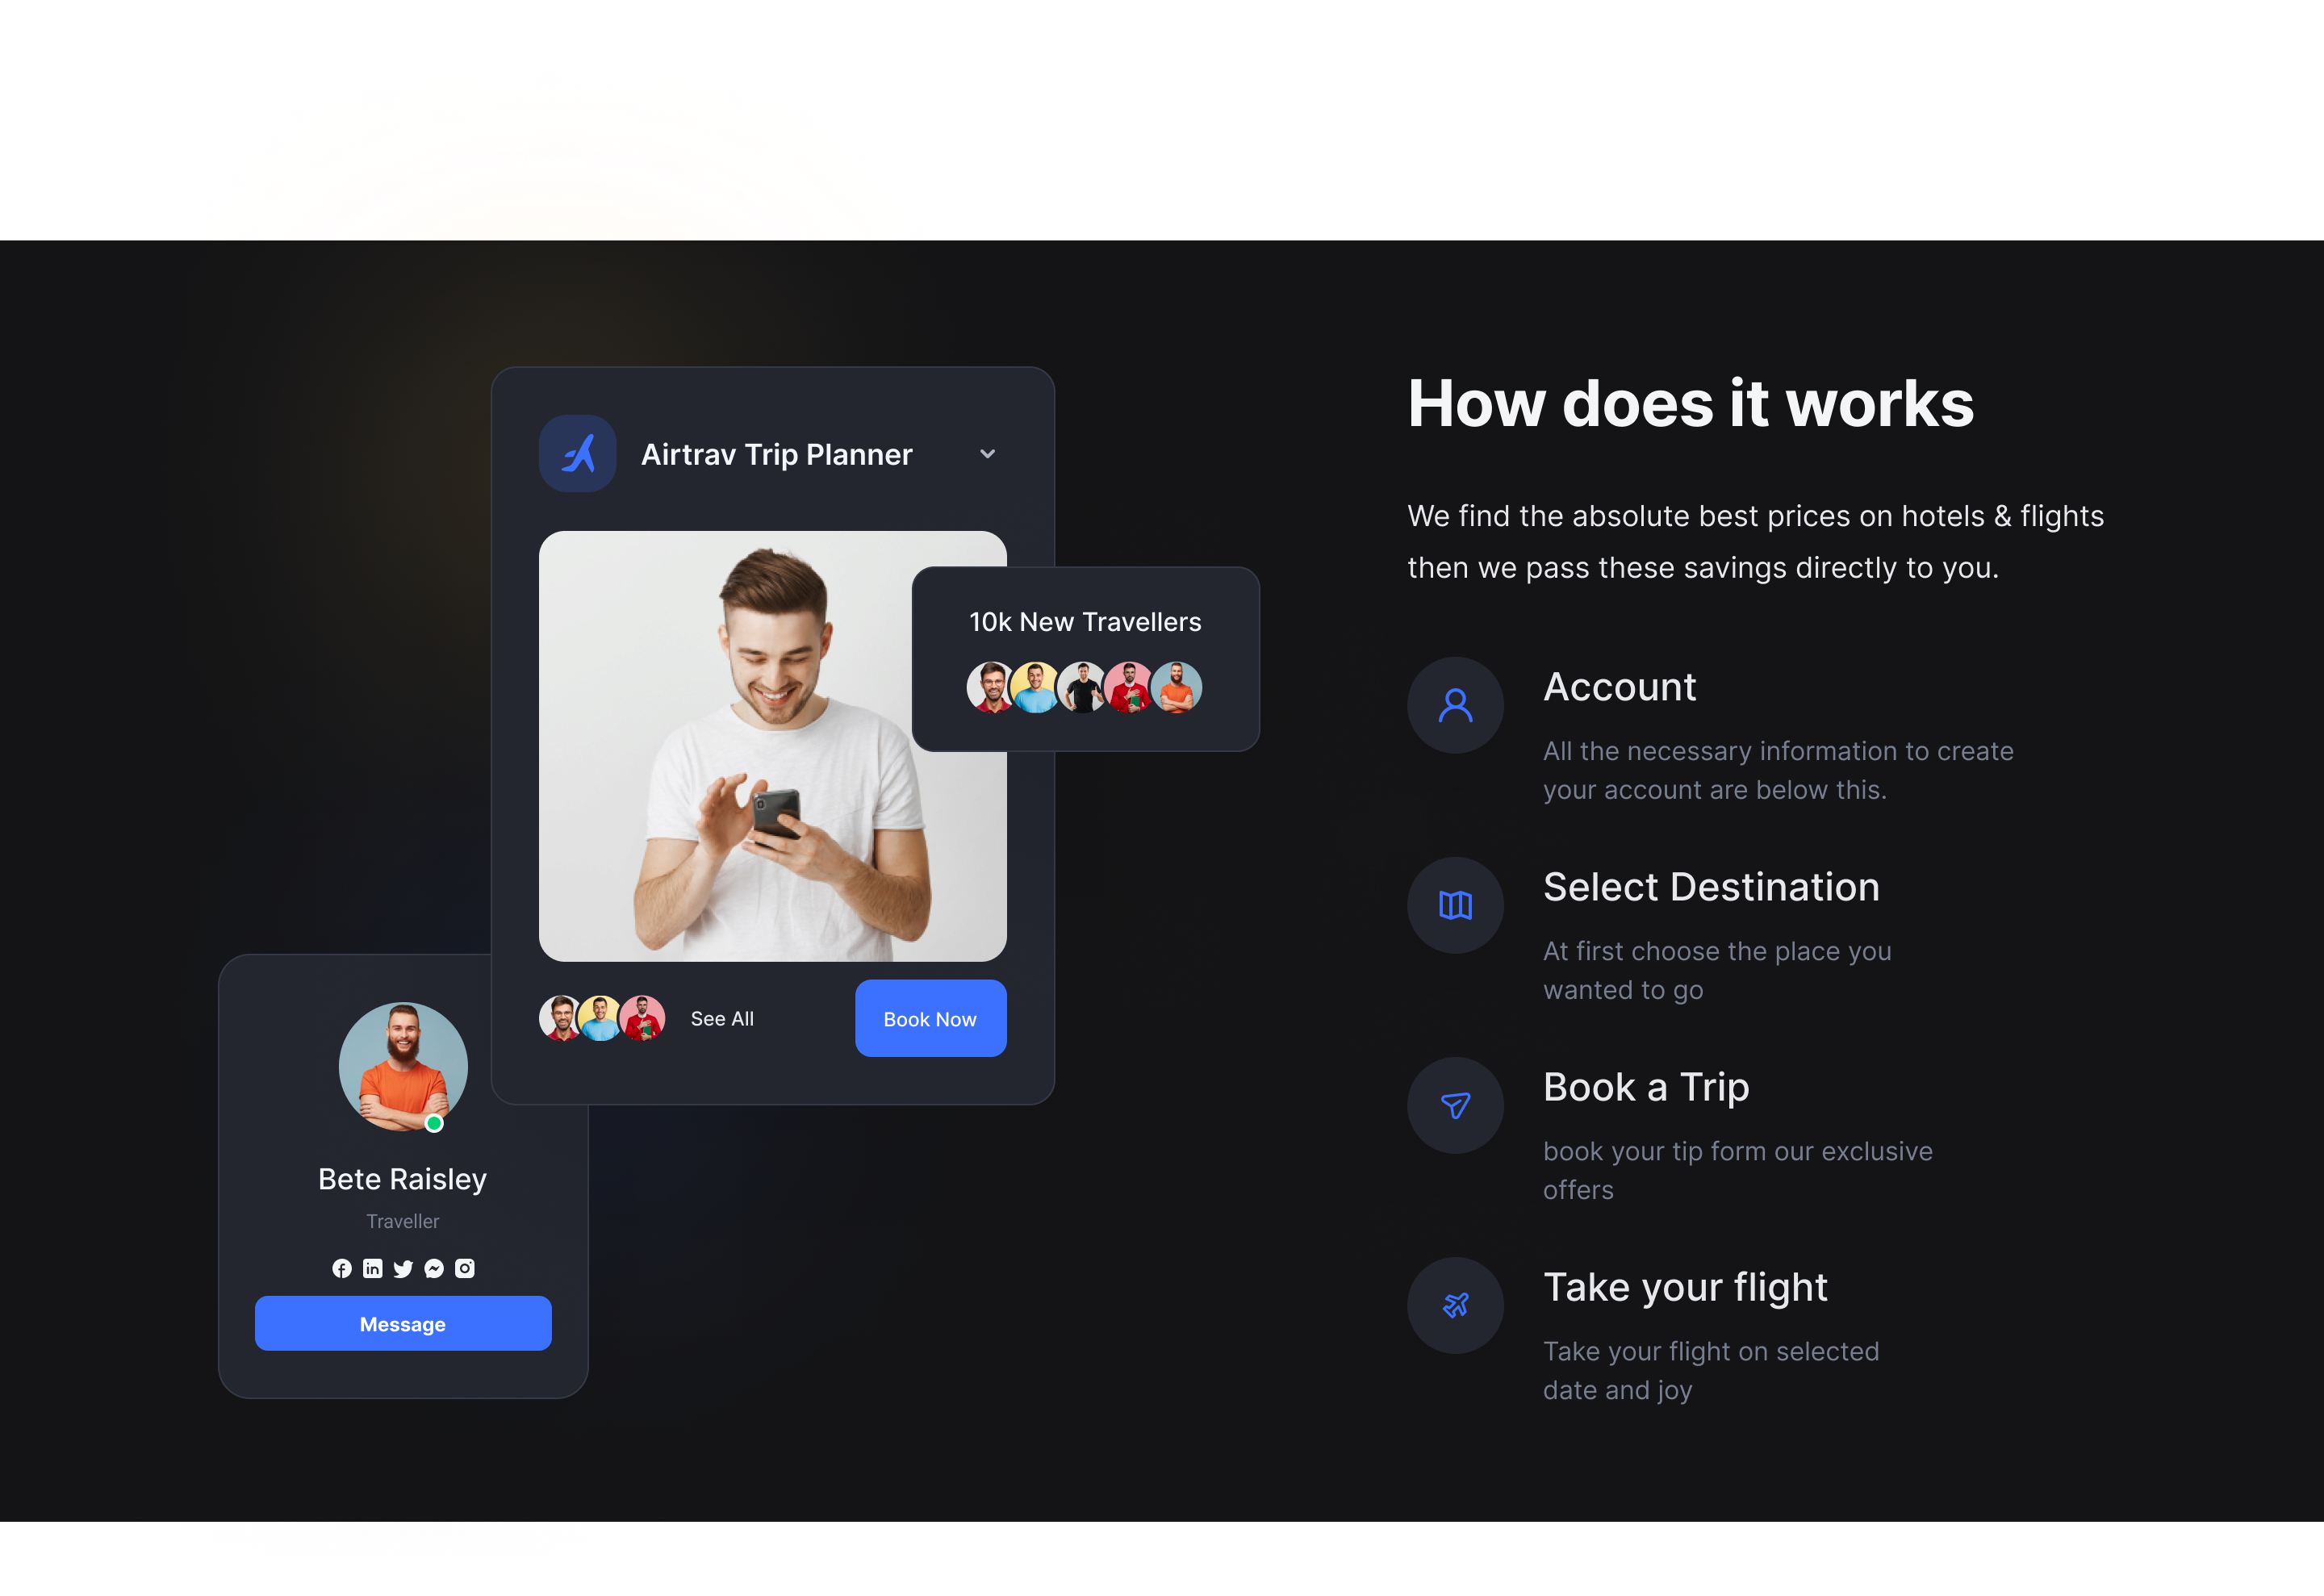 Airtrav Trip Planner
10k New Travellers
See All
Book Now
Bete Raisley
Traveller
Message
How does it works
We find the absolute best prices on hotels & flights
then we pass these savings directly to you.
Account
All the necessary information to create
your account are below this.
Select Destination
At first choose the place you
wanted to go
Book a Trip
book your tip form our exclusive
offers
Take your flight
Take your flight on selected
date and joy